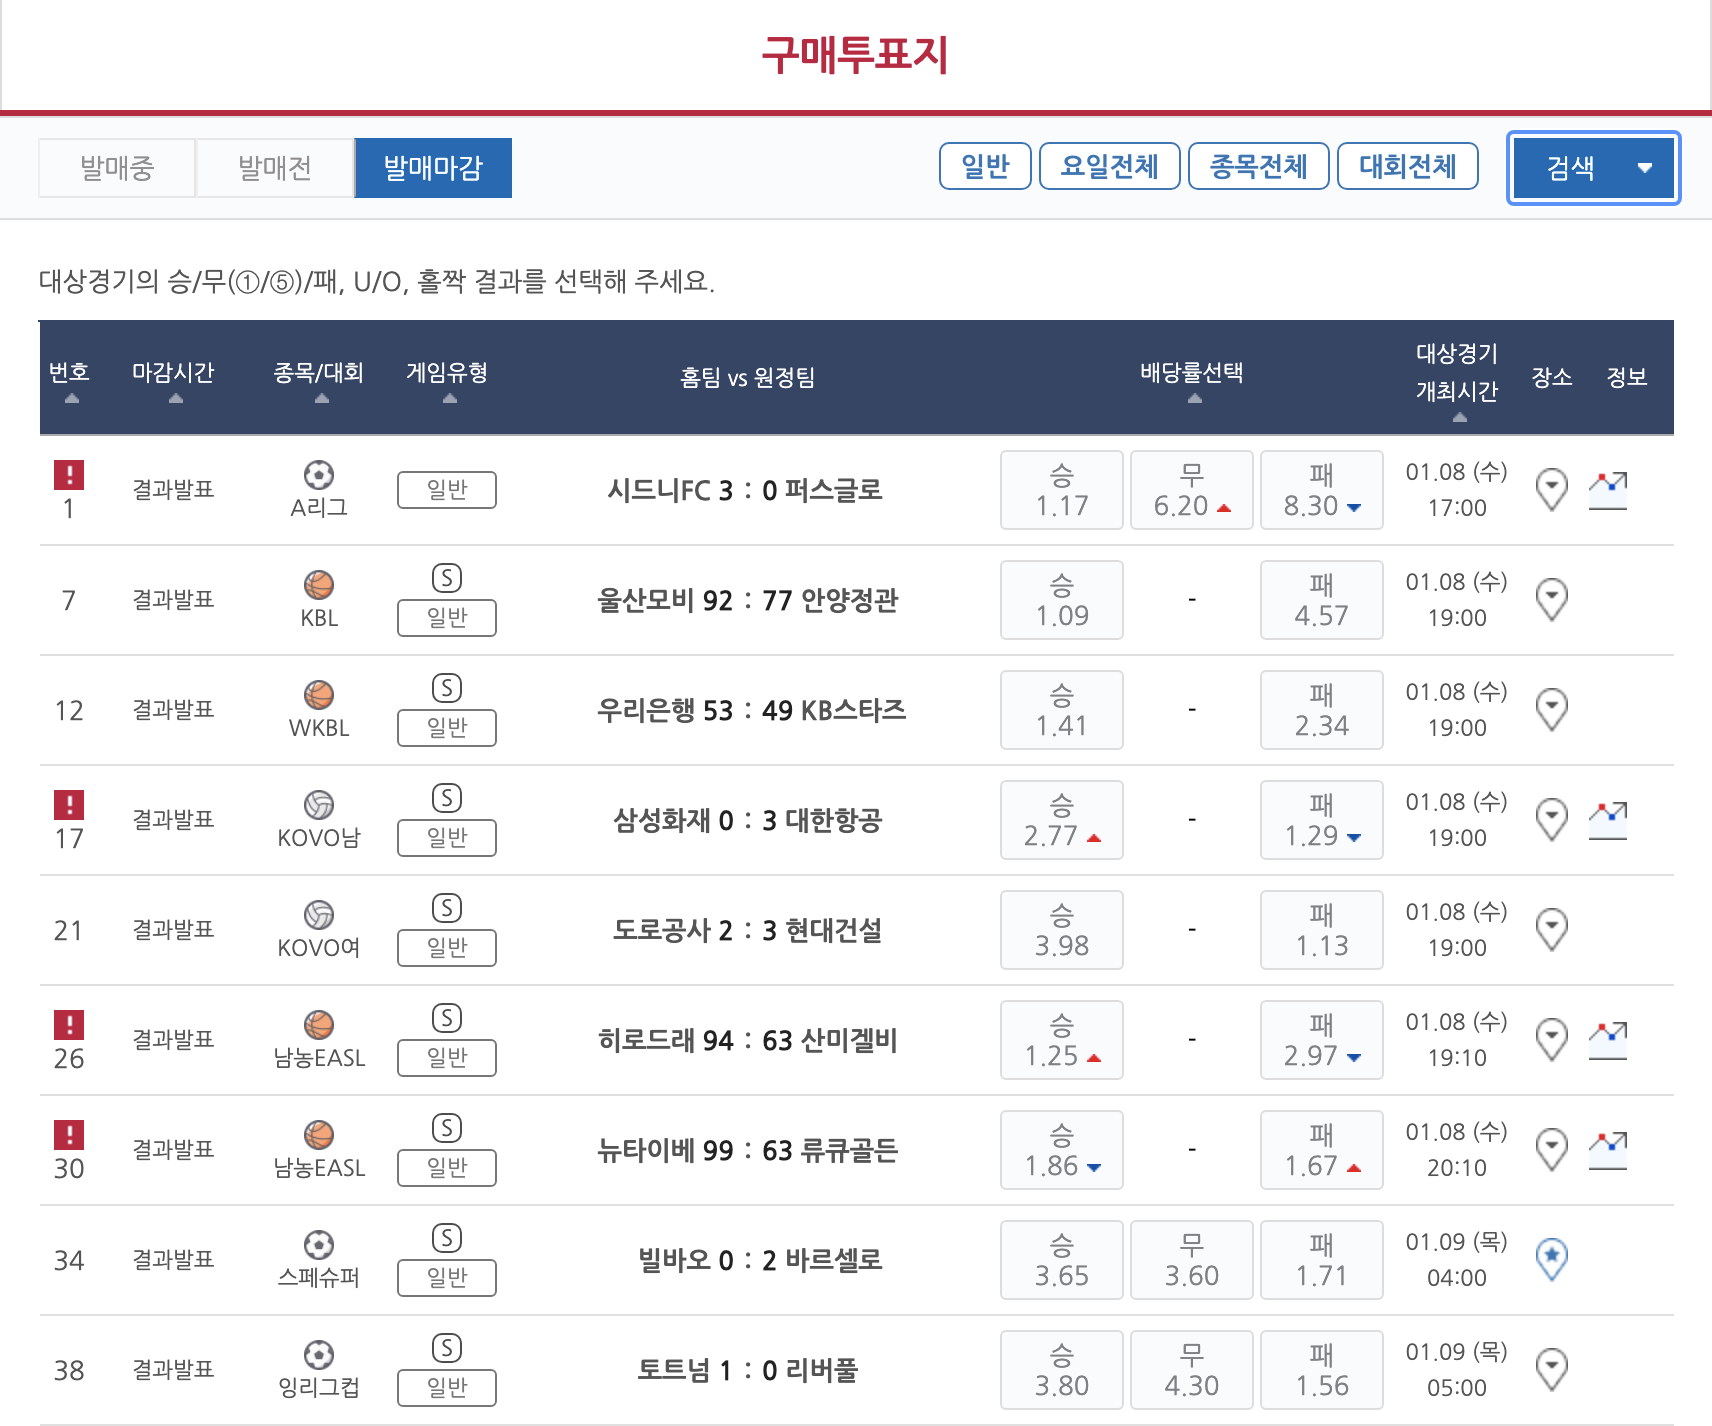 구매투표지
발매중 발매전 발매마감 일반 요일전체 종목전체 대회전체 검색
대상경기의 승/무(①/⑤)/패, U/O, 홀짝 결과를 선택해 주세요.
번호 마감시간 종목/대회 게임유형 홈팀 vs 원정팀 배당률선택 대상경기 개최시간 장소 정보
! 1 결과발표 A리그 일반 시드니FC 3 : 0 퍼스글로 승 1.17 무 6.20 패 8.30 01.08 (수) 17:00
7 결과발표 KBL S 일반 울산모비 92 : 77 안양정관 승 1.09 - 패 4.57 01.08 (수) 19:00
12 결과발표 WKBL S 일반 우리은행 53 : 49 KB스타즈 승 1.41 - 패 2.34 01.08 (수) 19:00
! 17 결과발표 KOVO남 S 일반 삼성화재 0 : 3 대한항공 승 2.77 - 패 1.29 01.08 (수) 19:00
21 결과발표 KOVO여 S 일반 도로공사 2 : 3 현대건설 승 3.98 - 패 1.13 01.08 (수) 19:00
! 26 결과발표 남농EASL S 일반 히로드래 94 : 63 산미겔비 승 1.25 - 패 2.97 01.08 (수) 19:10
! 30 결과발표 남농EASL S 일반 뉴타이베 99 : 63 류큐골든 승 1.86 - 패 1.67 01.08 (수) 20:10
34 결과발표 스페슈퍼 S 일반 빌바오 0 : 2 바르셀로 승 3.65 무 3.60 패 1.71 01.09 (목) 04:00
38 결과발표 잉리그컵 S 일반 토트넘 1 : 0 리버풀 승 3.80 무 4.30 패 1.56 01.09 (목) 05:00